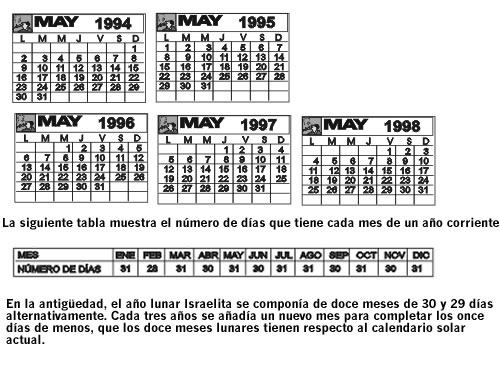 MAY 1994
L M M J V S D
1
2 3 4 5 6 7 8
9 10 11 12 13 14 15
16 17 18 19 20 21 22
23 24 25 26 27 28 29
30 31
MAY 1995
L M M J V S D
1 2 3 4 5 6 7
8 9 10 11 12 13 14
15 16 17 18 19 20 21
22 23 24 25 26 27 28
29 30 31
MAY 1996
L M M J V S D
1 2 3 4 5
6 7 8 9 10 11 12
13 14 15 16 17 18 19
20 21 22 23 24 25 26
27 28 29 30 31
MAY 1997
L M M J V S D
1 2 3 4
5 6 7 8 9 10 11
12 13 14 15 16 17 18
19 20 21 22 23 24 25
26 27 28 29 30 31
MAY 1998
L M M J V S D
1 2 3
4 5 6 7 8 9 10
11 12 13 14 15 16 17
18 19 20 21 22 23 24
25 26 27 28 29 30 31
La siguiente tabla muestra el número de días que tiene cada mes de un año corriente
MES ENE FEB MAR ABR MAY JUN JUL AGO SEP OCT NOV DIC
NÚMERO DE DÍAS 31 28 31 30 31 30 31 31 30 31 30 31
En la antigüedad, el año lunar Israelita se componía de doce meses de 30 y 29 días
alternativamente. Cada tres años se añadía un nuevo mes para completar los once
días de menos, que los doce meses lunares tienen respecto al calendario solar
actual.